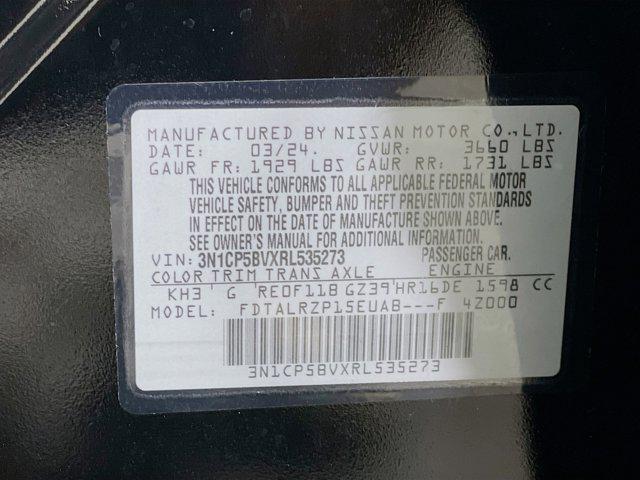 MANUFACTURED BY NISSAN MOTOR CO.,LTD.
DATE: 03/24. GVWR: 3660 LBS
GAWR FR: 1929 LBS GAWR RR: 1731 LBS
THIS VEHICLE CONFORMS TO ALL APPLICABLE FEDERAL MOTOR
VEHICLE SAFETY, BUMPER AND THEFT PREVENTION STANDARDS
IN EFFECT ON THE DATE OF MANUFACTURE SHOWN ABOVE.
SEE OWNER'S MANUAL FOR ADDITIONAL INFORMATION.
VIN: 3N1CP5BVXRL535273 PASSENGER CAR.
COLOR TRIM TRANS AXLE ENGINE
KH3 G RE0F11B GZ39 HR16DE 1598 CC
MODEL: FDTALRZP15EUAB---F 4Z000
3N1CP5BVXRL535273